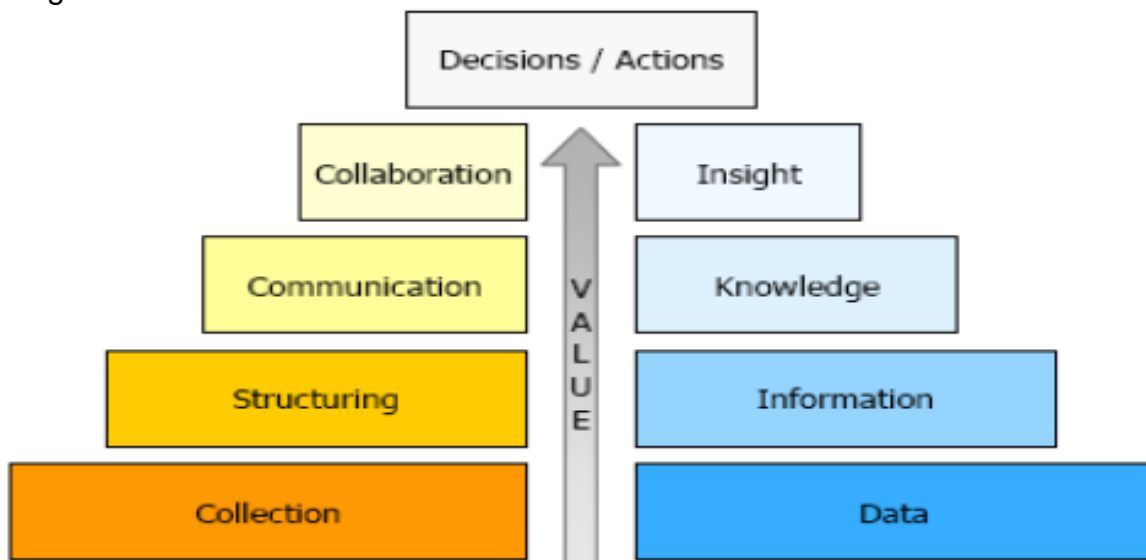 Decisions / Actions
Collaboration
Insight
Communication
Knowledge
VALUE
Structuring
Information
Collection
Data